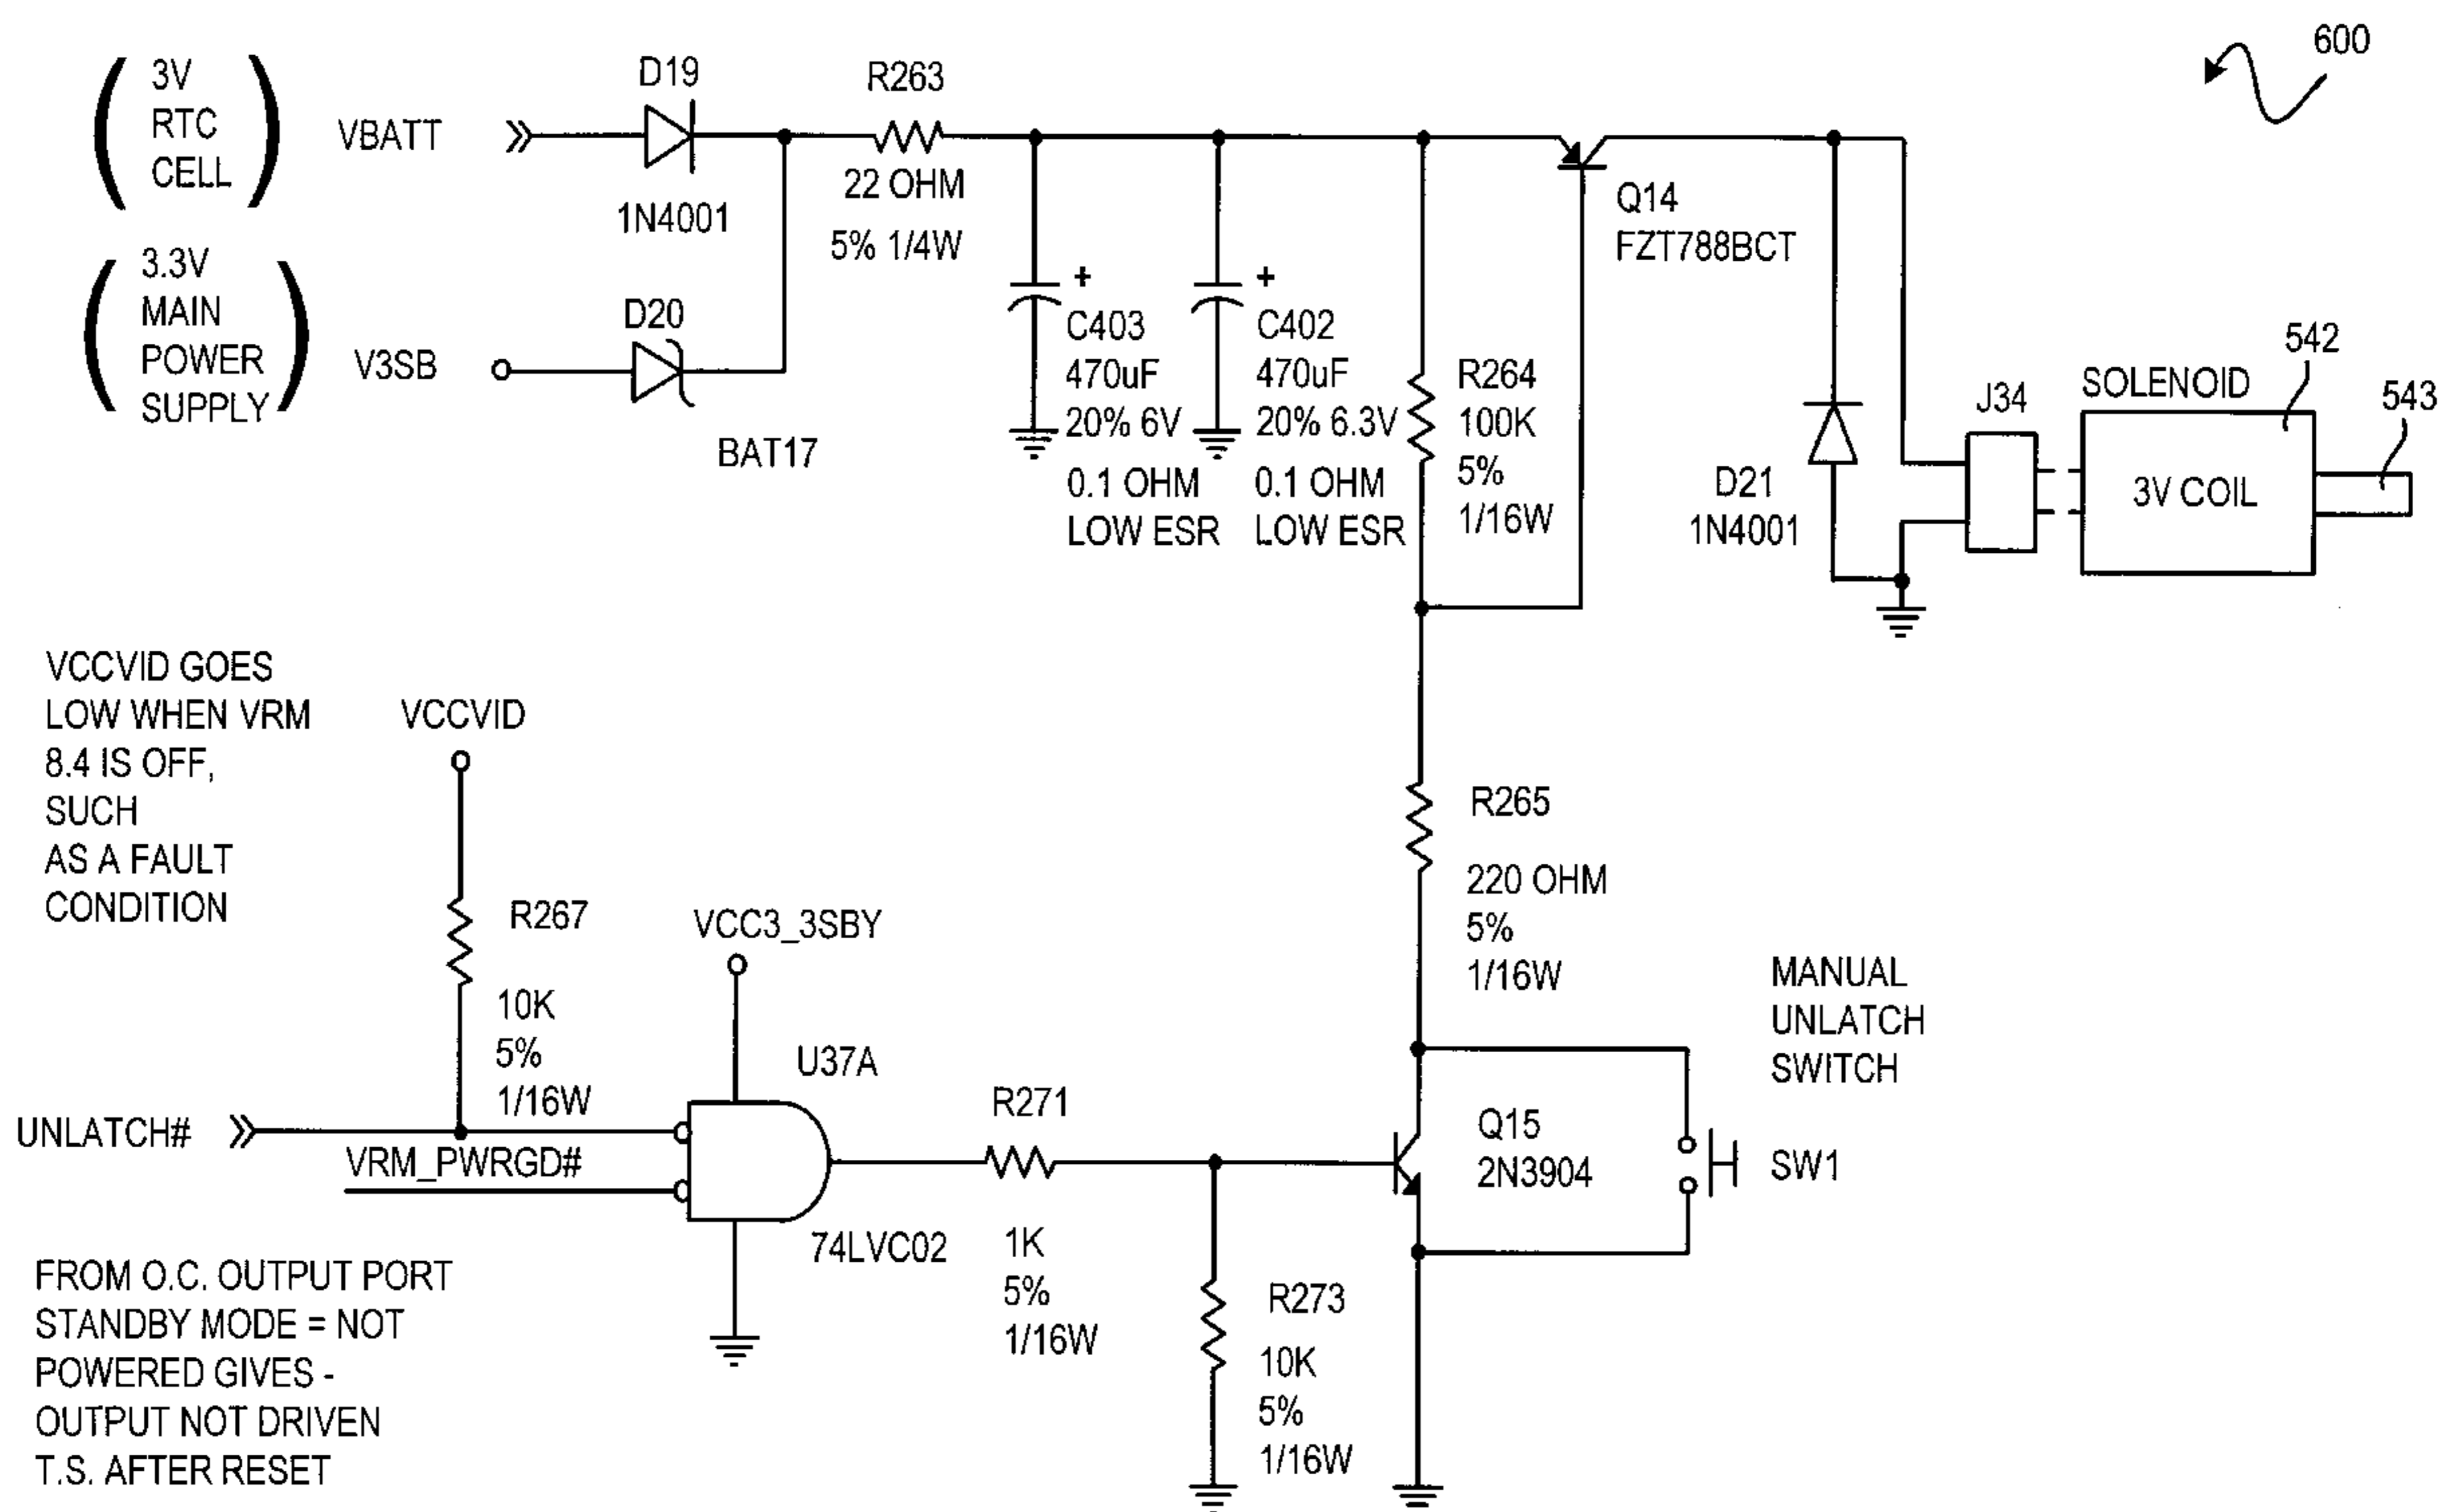 600
3V
RTC
CELL
VBATT
D19
1N4001
R263
22 OHM
5% 1/4W
3.3V
MAIN
POWER
SUPPLY
V3SB
D20
BAT17
+
C403
470uF
20% 6V
0.1 OHM
LOW ESR
+
C402
470uF
20% 6.3V
0.1 OHM
LOW ESR
R264
100K
5%
1/16W
Q14
FZT788BCT
D21
1N4001
J34
SOLENOID
542
543
3V COIL
VCCVID GOES
LOW WHEN VRM
8.4 IS OFF,
SUCH
AS A FAULT
CONDITION
VCCVID
R267
10K
5%
1/16W
VCC3_3SBY
U37A
74LVC02
UNLATCH#
VRM_PWRGD#
R271
1K
5%
1/16W
R265
220 OHM
5%
1/16W
Q15
2N3904
MANUAL
UNLATCH
SWITCH
SW1
R273
10K
5%
1/16W
FROM O.C. OUTPUT PORT
STANDBY MODE = NOT
POWERED GIVES -
OUTPUT NOT DRIVEN
T.S. AFTER RESET